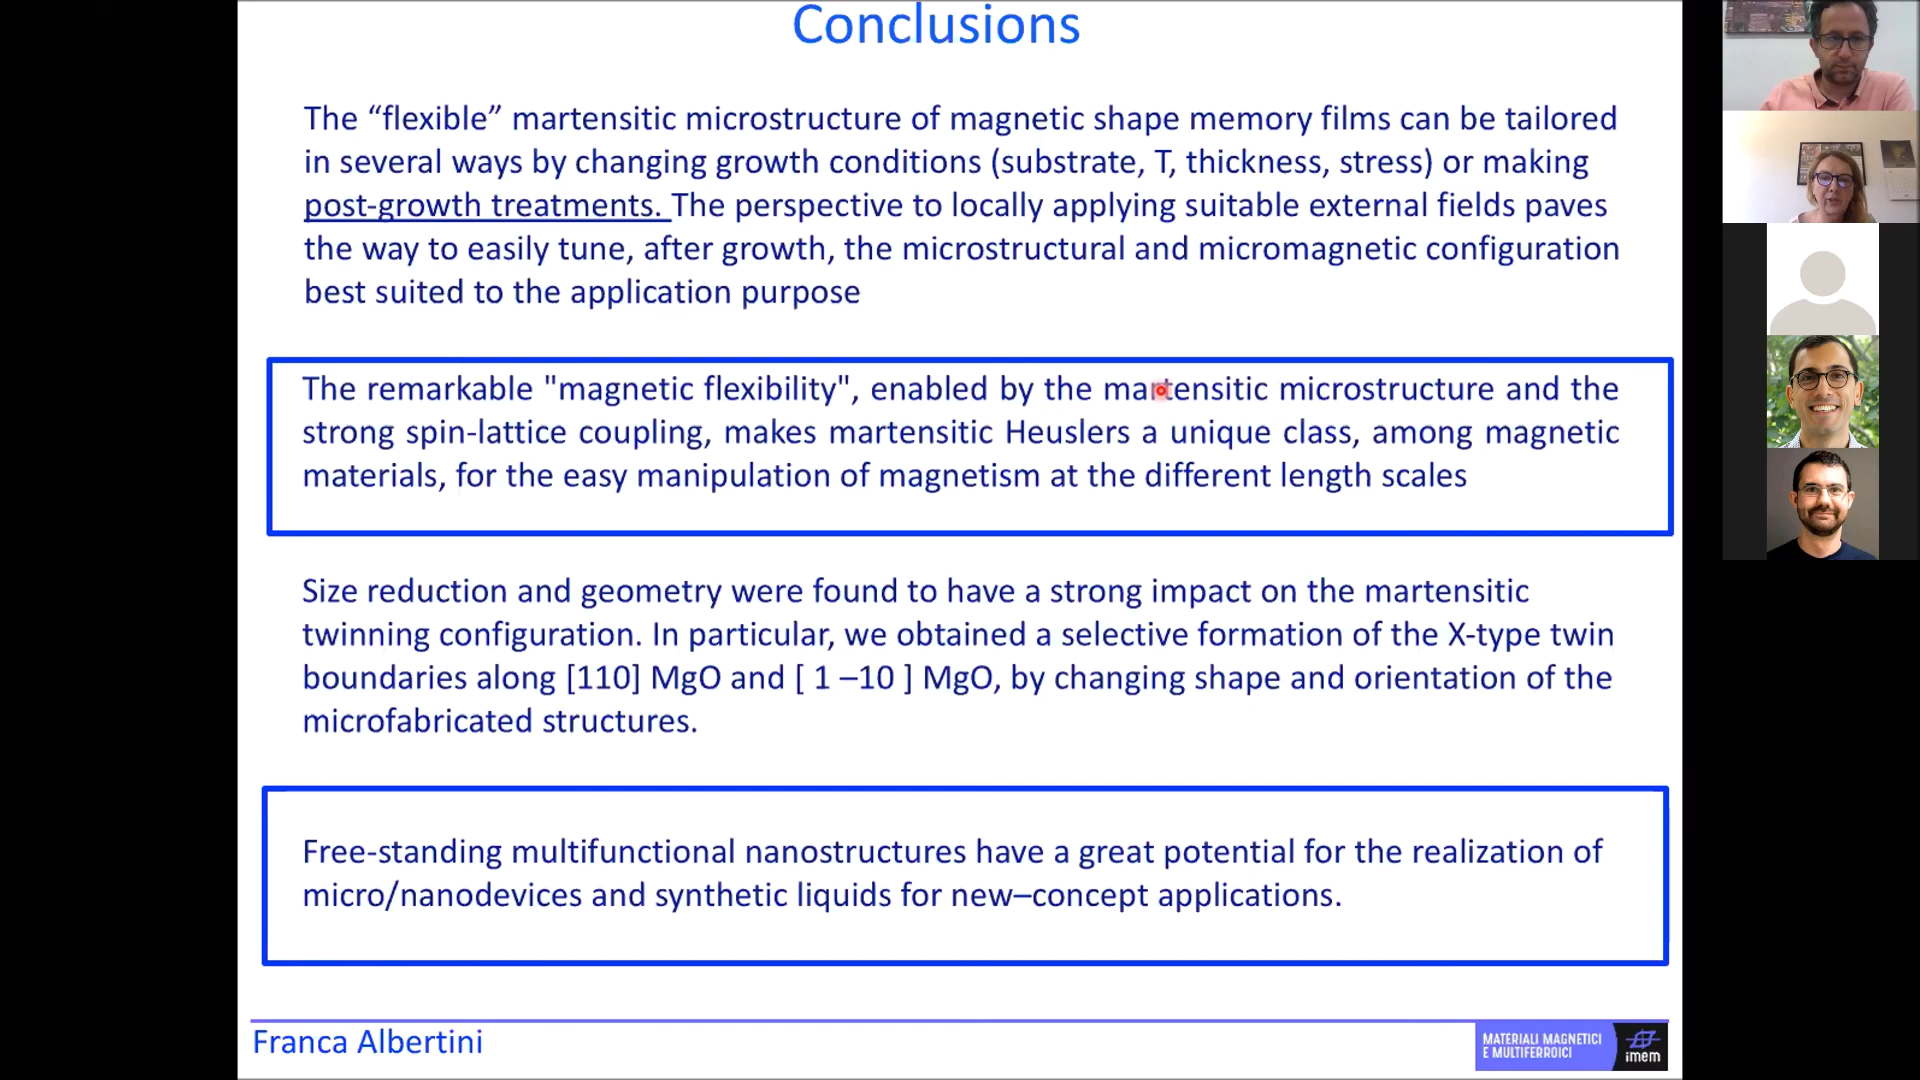 Conclusions
The “flexible” martensitic microstructure of magnetic shape memory films can be tailored
in several ways by changing growth conditions (substrate, T, thickness, stress) or making
post-growth treatments. The perspective to locally applying suitable external fields paves
the way to easily tune, after growth, the microstructural and micromagnetic configuration
best suited to the application purpose
The remarkable "magnetic flexibility", enabled by the martensitic microstructure and the
strong spin-lattice coupling, makes martensitic Heuslers a unique class, among magnetic
materials, for the easy manipulation of magnetism at the different length scales
Size reduction and geometry were found to have a strong impact on the martensitic
twinning configuration. In particular, we obtained a selective formation of the X-type twin
boundaries along [110] MgO and [ 1 –10 ] MgO, by changing shape and orientation of the
microfabricated structures.
Free-standing multifunctional nanostructures have a great potential for the realization of
micro/nanodevices and synthetic liquids for new–concept applications.
Franca Albertini
MATERIALI MAGNETICI
E MULTIFERROICI
imem